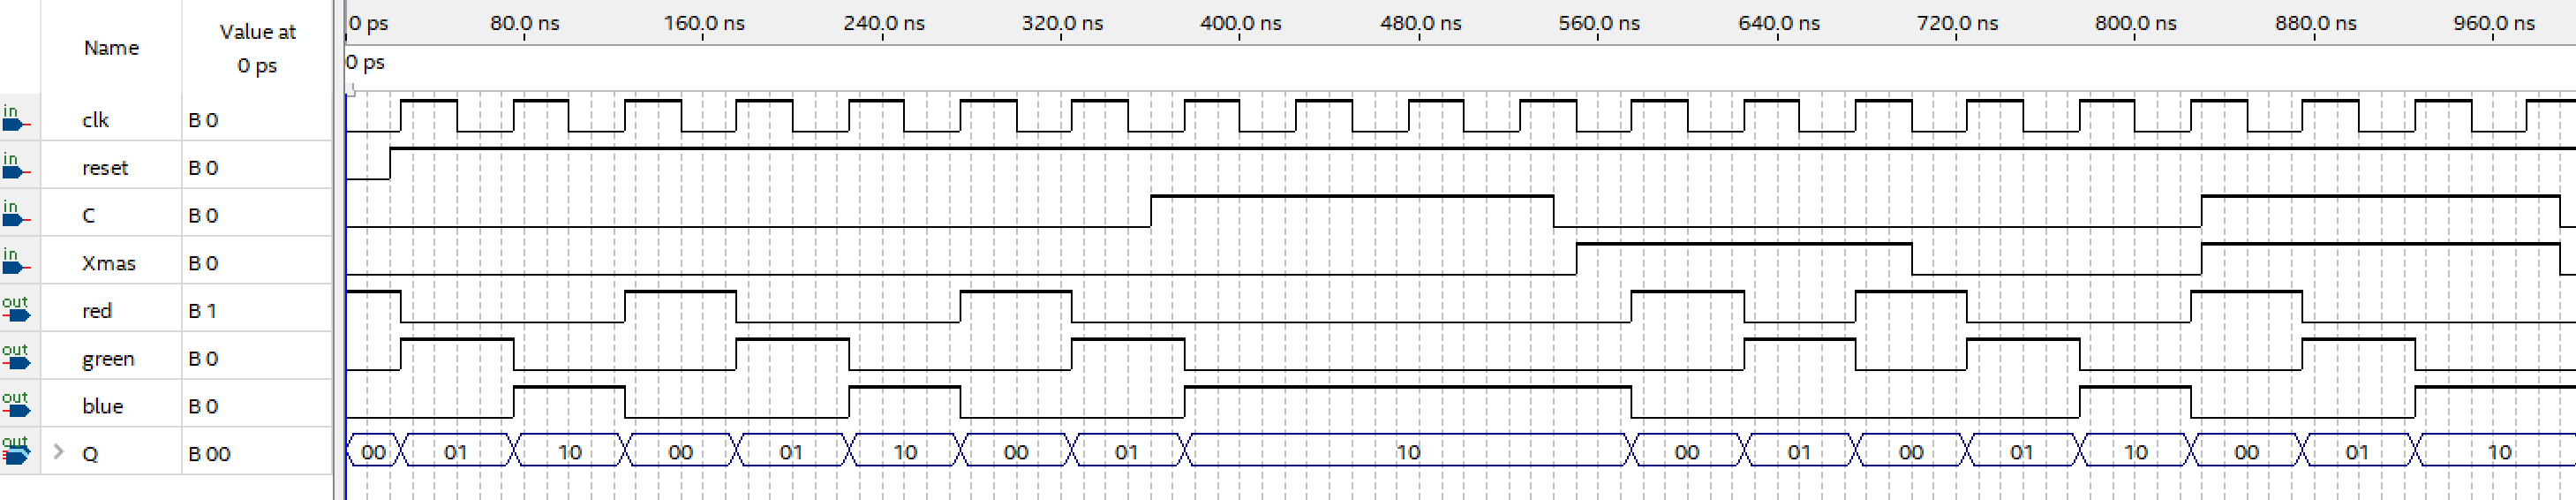 Name Value at 0 ps
0 ps 80.0 ns 160.0 ns 240.0 ns 320.0 ns 400.0 ns 480.0 ns 560.0 ns 640.0 ns 720.0 ns 800.0 ns 880.0 ns 960.0 ns
0 ps
in clk B 0
in reset B 0
in C B 0
in Xmas B 0
out red B 1
out green B 0
out blue B 0
out > Q B 00 00 01 10 00 01 10 00 01 10 00 01 00 01 10 00 01 10